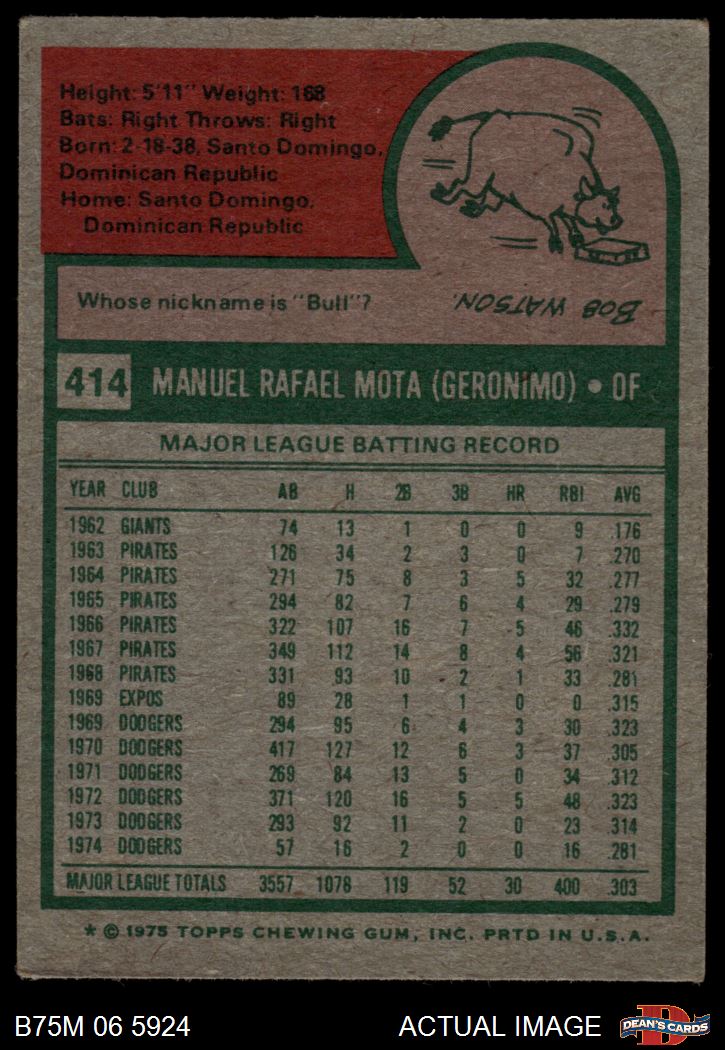 Height: 5'11" Weight: 168
Bats: Right Throws: Right
Born: 2-18-38, Santo Domingo,
Dominican Republic
Home: Santo Domingo,
Dominican Republic
Whose nickname is "Bull"?
BOB WATSON.
414 MANUEL RAFAEL MOTA (GERONIMO) • OF
MAJOR LEAGUE BATTING RECORD
YEAR CLUB AB H 2B 3B HR RBI AVG
1962 GIANTS 74 13 1 0 0 9 .176
1963 PIRATES 126 34 2 3 0 7 .270
1964 PIRATES 271 75 8 3 5 32 .277
1965 PIRATES 294 82 7 6 4 29 .279
1966 PIRATES 322 107 16 7 5 46 .332
1967 PIRATES 349 112 14 8 4 56 .321
1968 PIRATES 331 93 10 2 1 33 .281
1969 EXPOS 89 28 1 1 0 0 .315
1969 DODGERS 294 95 6 4 3 30 .323
1970 DODGERS 417 127 12 6 3 37 .305
1971 DODGERS 269 84 13 5 0 34 .312
1972 DODGERS 371 120 16 5 5 48 .323
1973 DODGERS 293 92 11 2 0 23 .314
1974 DODGERS 57 16 2 0 0 16 .281
MAJOR LEAGUE TOTALS 3557 1078 119 52 30 400 .303
* © 1975 TOPPS CHEWING GUM, INC. PRTD IN U.S.A.
B75M 06 5924 ACTUAL IMAGE D DEAN'S CARDS